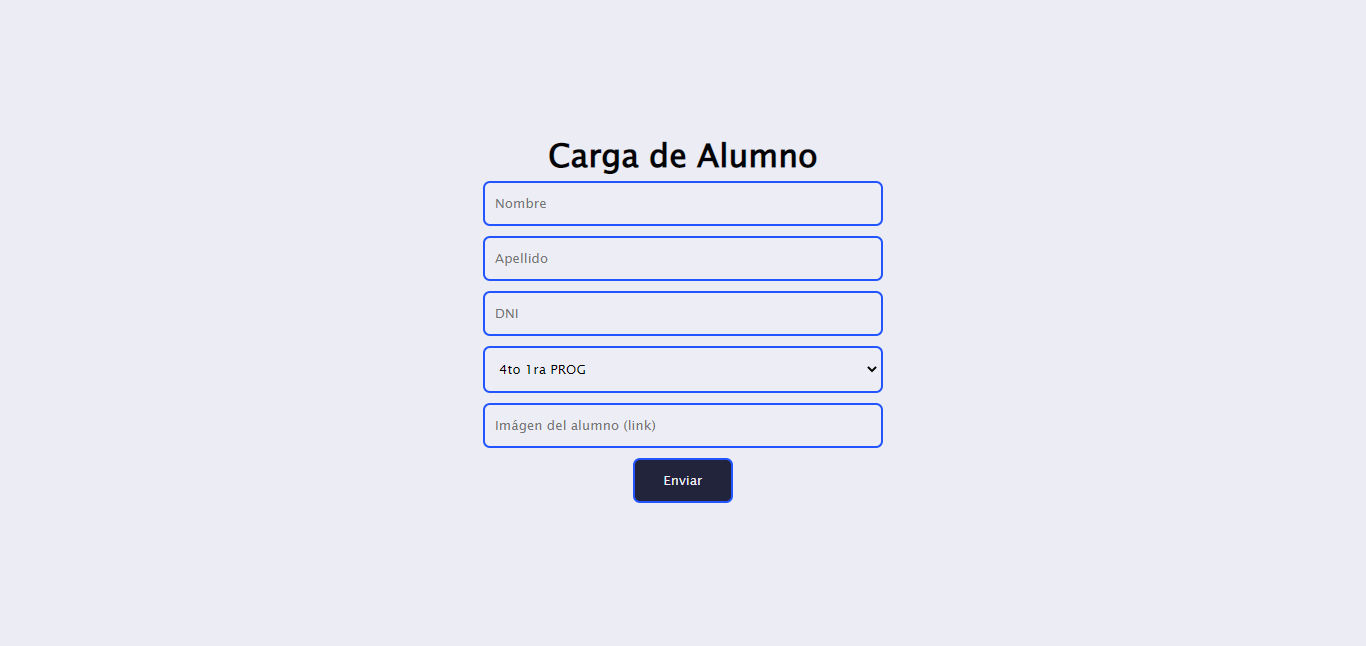 Carga de Alumno
Nombre
Apellido
DNI
4to 1ra PROG
Imágen del alumno (link)
Enviar